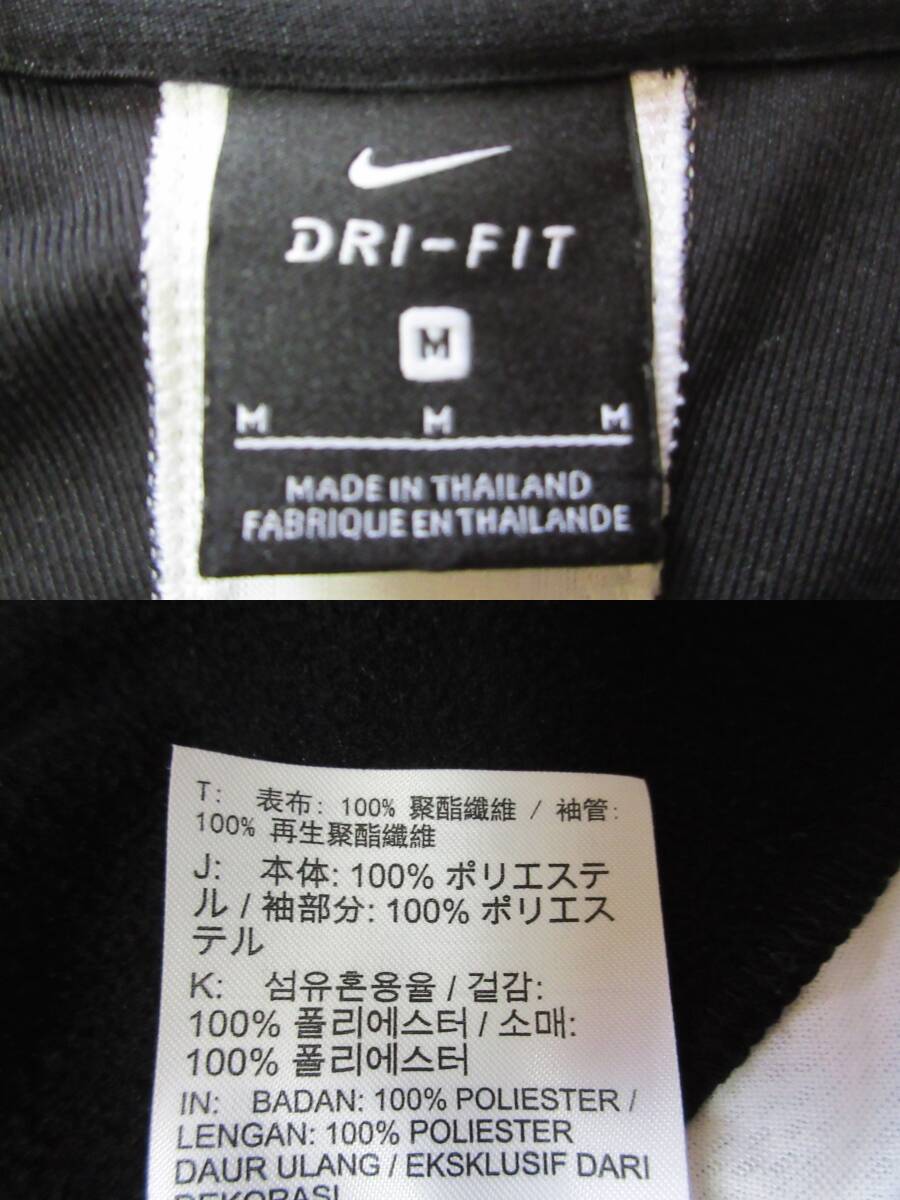 DRI-FIT
M
M M M
MADE IN THAILAND
FABRIQUE EN THAILANDE
T: 表布: 100% 聚酯纖維 / 袖管:
100% 再生聚酯纖維
J: 本体: 100% ポリエステ
ル / 袖部分: 100% ポリエス
テル
K: 섬유혼용율 / 겉감:
100% 폴리에스터 / 소매:
100% 폴리에스터
IN: BADAN: 100% POLIESTER /
LENGAN: 100% POLIESTER
DAUR ULANG / EKSKLUSIF DARI
DEKORASI